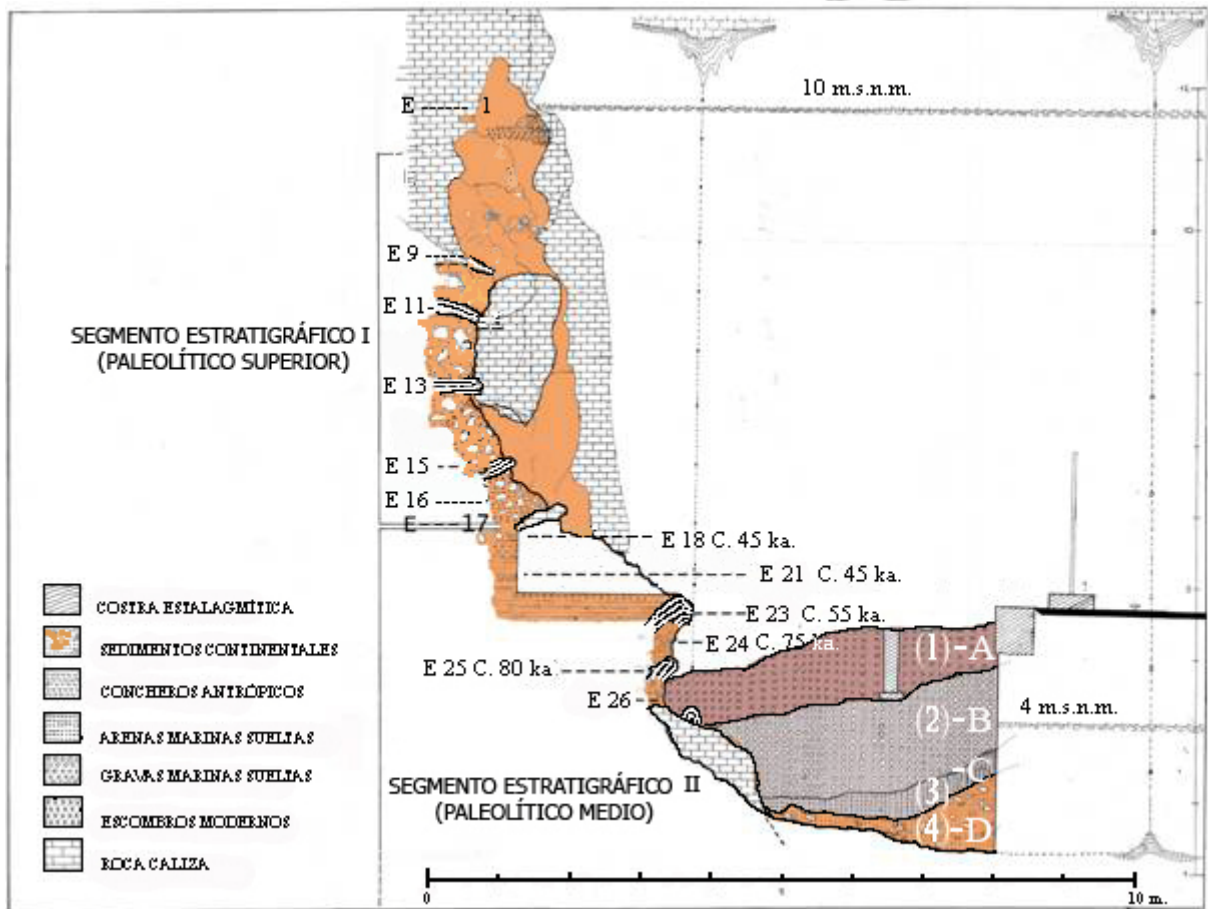 10 m.s.n.m.
E 1
E 9
E 11
SEGMENTO ESTRATIGRÁFICO I
(PALEOLÍTICO SUPERIOR)
E 13
E 15
E 16
E 17
E 18 C. 45 ka.
E 21 C. 45 ka.
E 23 C. 55 ka.
E 24 C. 75 ka.
E 25 C. 80 ka.
E 26
(1)-A
(2)-B
4 m.s.n.m.
(3)-C
(4)-D
SEGMENTO ESTRATIGRÁFICO II
(PALEOLÍTICO MEDIO)
COSTRA ESTALAGMÍTICA
SEDIMENTOS CONTINENTALES
CONCHEROS ANTRÓPICOS
ARENAS MARINAS SUELTAS
GRAVAS MARINAS SUELTAS
ESCOMBROS MODERNOS
ROCA CALIZA
0
10 m.